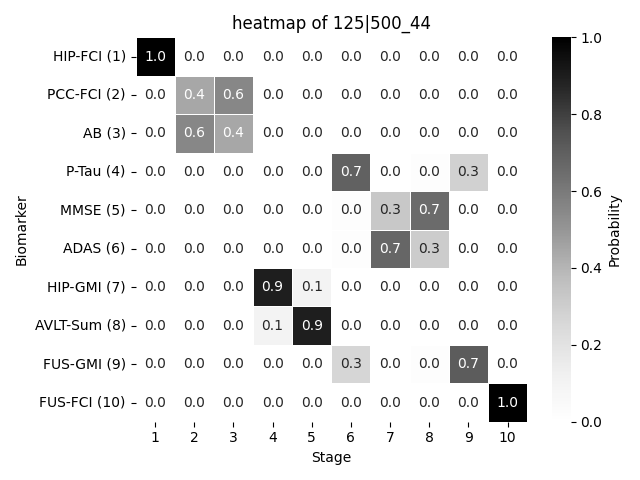 heatmap of 125|500_44
HIP-FCI (1) 1.0 0.0 0.0 0.0 0.0 0.0 0.0 0.0 0.0 0.0
PCC-FCI (2) 0.0 0.4 0.6 0.0 0.0 0.0 0.0 0.0 0.0 0.0
AB (3) 0.0 0.6 0.4 0.0 0.0 0.0 0.0 0.0 0.0 0.0
P-Tau (4) 0.0 0.0 0.0 0.0 0.0 0.7 0.0 0.0 0.3 0.0
MMSE (5) 0.0 0.0 0.0 0.0 0.0 0.0 0.3 0.7 0.0 0.0
ADAS (6) 0.0 0.0 0.0 0.0 0.0 0.0 0.7 0.3 0.0 0.0
HIP-GMI (7) 0.0 0.0 0.0 0.9 0.1 0.0 0.0 0.0 0.0 0.0
AVLT-Sum (8) 0.0 0.0 0.0 0.1 0.9 0.0 0.0 0.0 0.0 0.0
FUS-GMI (9) 0.0 0.0 0.0 0.0 0.0 0.3 0.0 0.0 0.7 0.0
FUS-FCI (10) 0.0 0.0 0.0 0.0 0.0 0.0 0.0 0.0 0.0 1.0
1 2 3 4 5 6 7 8 9 10
Stage
Biomarker
1.0
0.8
0.6
0.4
0.2
0.0
Probability